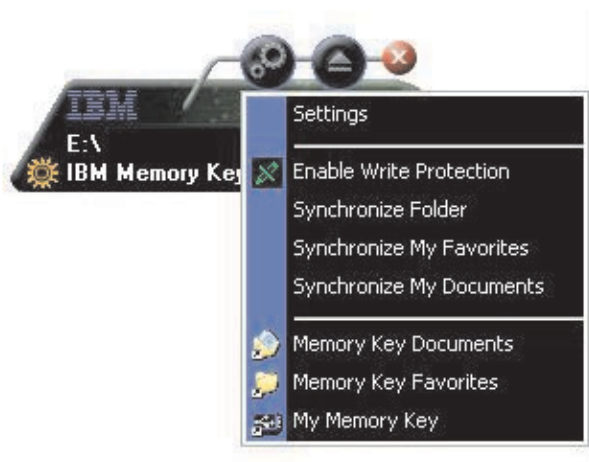 IBM
E:\
IBM Memory Key
Settings
Enable Write Protection
Synchronize Folder
Synchronize My Favorites
Synchronize My Documents
Memory Key Documents
Memory Key Favorites
My Memory Key